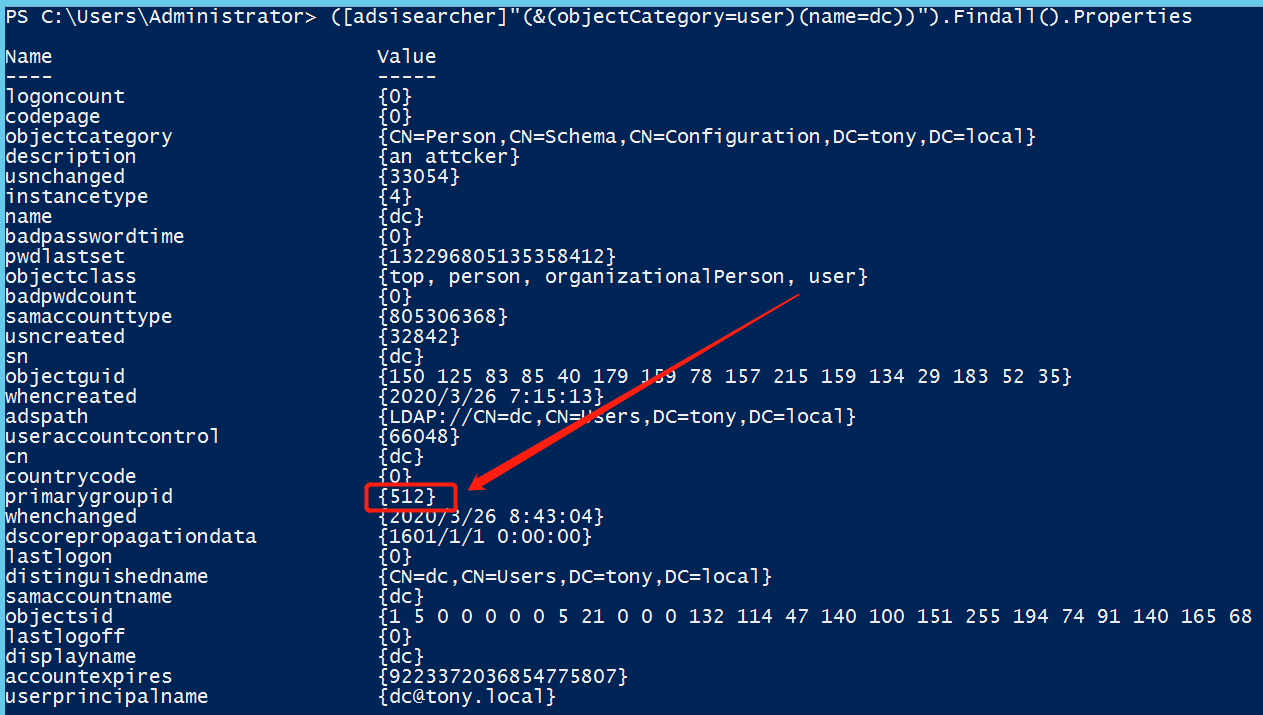 PS C:\Users\Administrator> ([adsisearcher]"(&(objectCategory=user)(name=dc))").Findall().Properties
Name Value
---- -----
logoncount {0}
codepage {0}
objectcategory {CN=Person,CN=Schema,CN=Configuration,DC=tony,DC=local}
description {an attcker}
usnchanged {33054}
instancetype {4}
name {dc}
badpasswordtime {0}
pwdlastset {132296805135358412}
objectclass {top, person, organizationalPerson, user}
badpwdcount {0}
samaccounttype {805306368}
usncreated {32842}
sn {dc}
objectguid {150 125 83 85 40 179 159 78 157 215 159 134 29 183 52 35}
whencreated {2020/3/26 7:15:13}
adspath {LDAP://CN=dc,CN=Users,DC=tony,DC=local}
useraccountcontrol {66048}
cn {dc}
countrycode {0}
primarygroupid {512}
whenchanged {2020/3/26 8:43:04}
dscorepropagationdata {1601/1/1 0:00:00}
lastlogon {0}
distinguishedname {CN=dc,CN=Users,DC=tony,DC=local}
samaccountname {dc}
objectsid {1 5 0 0 0 0 0 5 21 0 0 0 132 114 47 140 100 151 255 194 74 91 140 165 68
lastlogoff {0}
displayname {dc}
accountexpires {9223372036854775807}
userprincipalname {dc@tony.local}